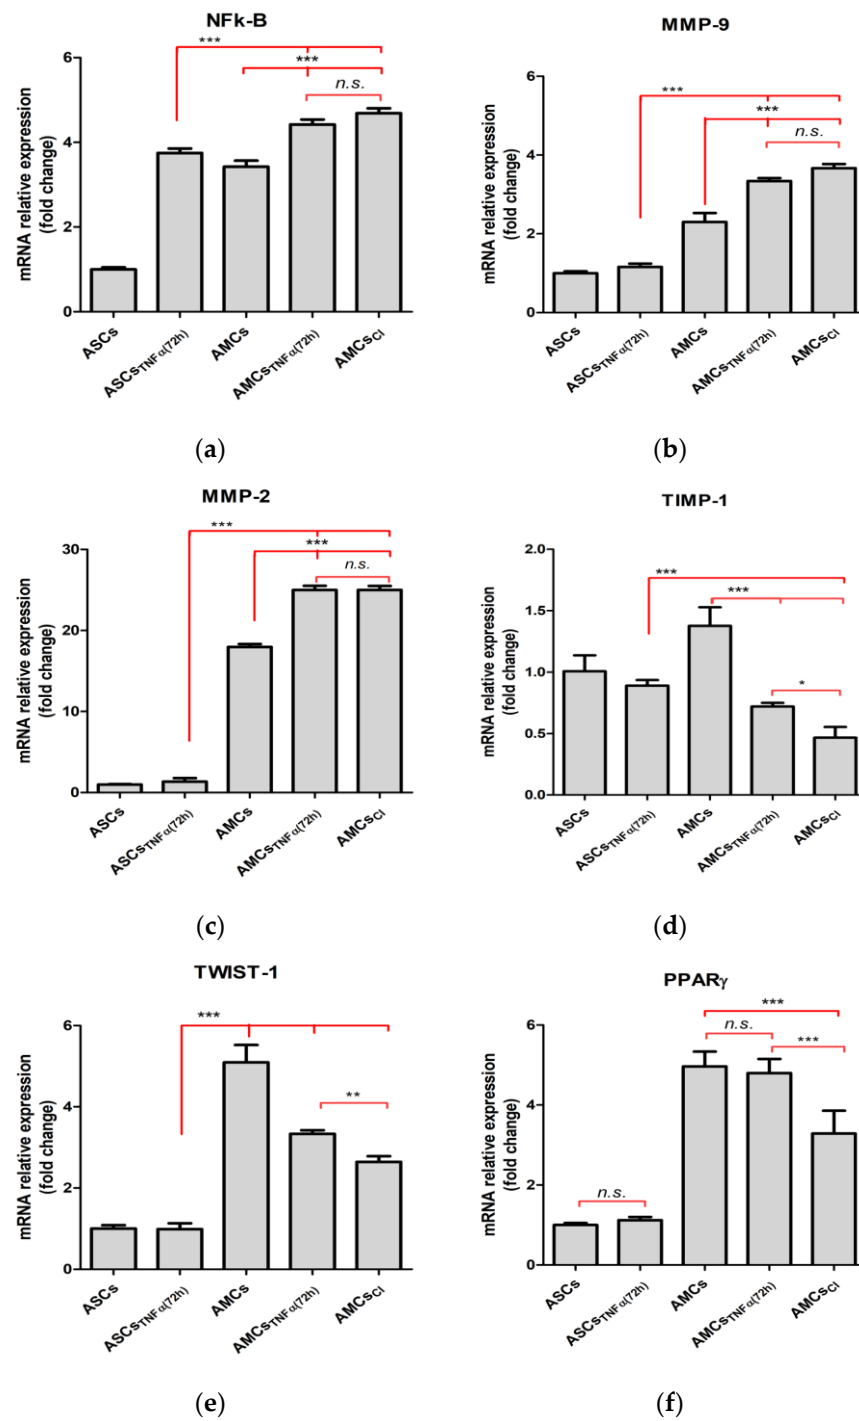 NFk-B
mRNA relative expression
(fold change)
6
4
2
0
***
***
n.s.
ASCs
ASCsTNFα(72h)
AMCs
AMCsTNFα(72h)
AMCsCI
(a)
MMP-9
mRNA relative expression
(fold change)
6
4
2
0
***
***
n.s.
ASCs
ASCsTNFα(72h)
AMCs
AMCsTNFα(72h)
AMCsCI
(b)
MMP-2
mRNA relative expression
(fold change)
30
20
10
0
***
***
n.s.
ASCs
ASCsTNFα(72h)
AMCs
AMCsTNFα(72h)
AMCsCI
(c)
TIMP-1
mRNA relative expression
(fold change)
2.0
1.5
1.0
0.5
0.0
***
***
*
ASCs
ASCsTNFα(72h)
AMCs
AMCsTNFα(72h)
AMCsCI
(d)
TWIST-1
mRNA relative expression
(fold change)
6
4
2
0
***
**
ASCs
ASCsTNFα(72h)
AMCs
AMCsTNFα(72h)
AMCsCI
(e)
PPARγ
mRNA relative expression
(fold change)
6
4
2
0
***
n.s.
***
n.s.
ASCs
ASCsTNFα(72h)
AMCs
AMCsTNFα(72h)
AMCsCI
(f)